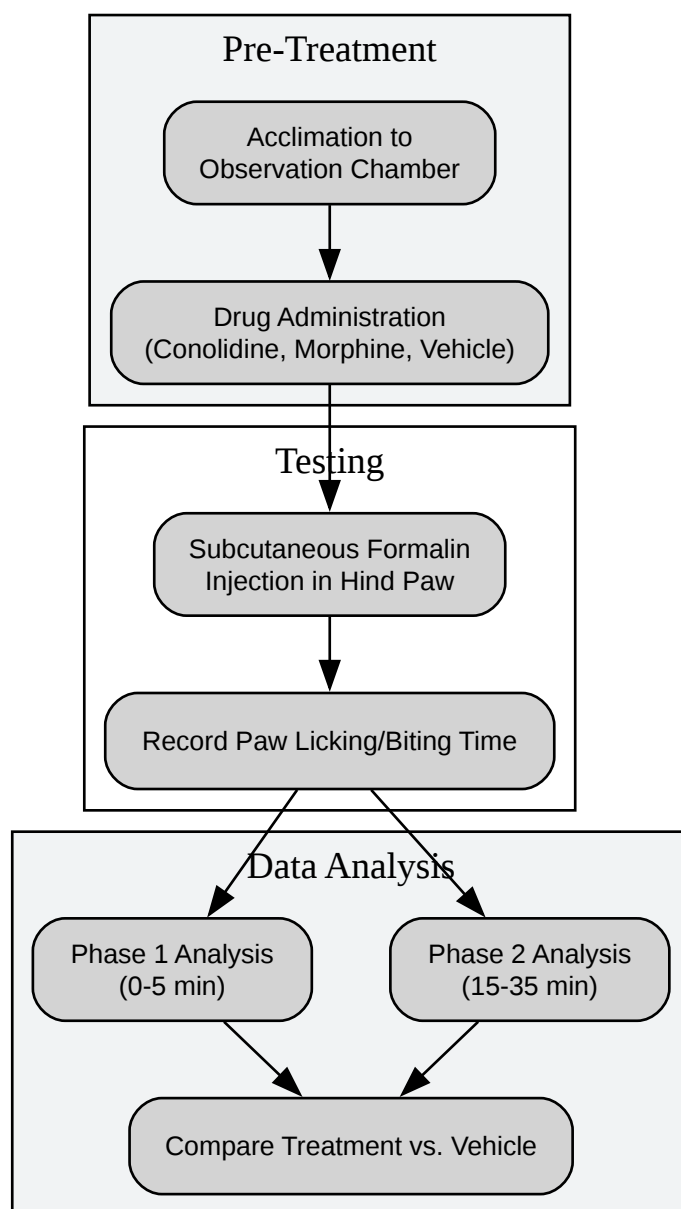 Pre-Treatment
Acclimation to
Observation Chamber
Drug Administration
(Conolidine, Morphine, Vehicle)
Testing
Subcutaneous Formalin
Injection in Hind Paw
Record Paw Licking/Biting Time
Data Analysis
Phase 1 Analysis
(0-5 min)
Phase 2 Analysis
(15-35 min)
Compare Treatment vs. Vehicle